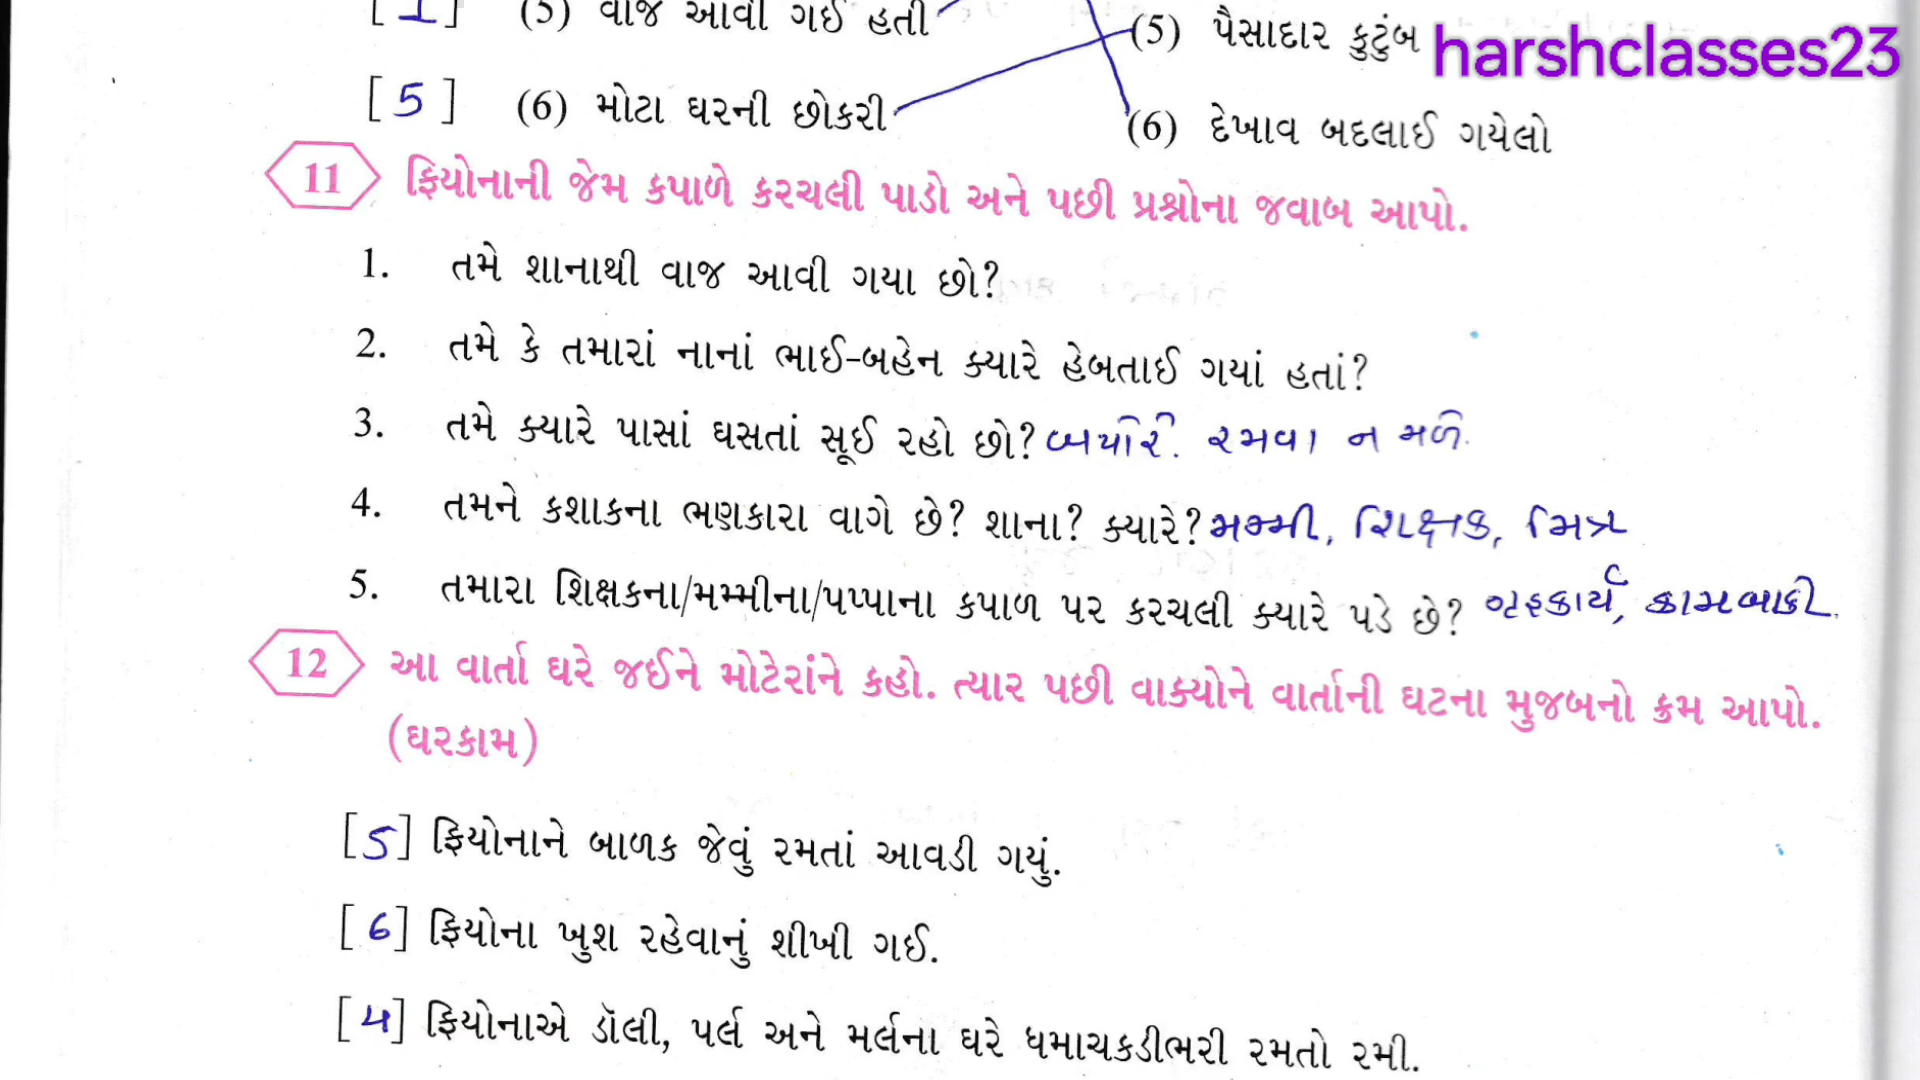 [1] (5) વાજ આવી ગઈ હતી
(5) પૈસાદાર કુટુંબ
harshclasses23
[5] (6) મોટા ઘરની છોકરી
(6) દેખાવ બદલાઈ ગયેલો
11 ફિયોનાની જેમ કપાળે કરચલી પાડો અને પછી પ્રશ્નોના જવાબ આપો.
1. તમે શાનાથી વાજ આવી ગયા છો?
2. તમે કે તમારાં નાનાં ભાઈ-બહેન ક્યારે હેબતાઈ ગયાં હતાં?
3. તમે ક્યારે પાસાં ઘસતાં સૂઈ રહો છો? રમવા ન મળે.
4. તમને કશાકના ભણકારા વાગે છે? શાના? ક્યારે? મમ્મી, શિક્ષક, મિત્ર
5. તમારા શિક્ષકના/મમ્મીના/પપ્પાના કપાળ પર કરચલી ક્યારે પડે છે? ગૃહકાર્ય, કામ બાકી.
12 આ વાર્તા ઘરે જઈને મોટેરાંને કહો. ત્યાર પછી વાક્યોને વાર્તાની ઘટના મુજબનો ક્રમ આપો.
(ઘરકામ)
[5] ફિયોનાને બાળક જેવું રમતાં આવડી ગયું.
[6] ફિયોના ખુશ રહેવાનું શીખી ગઈ.
[4] ફિયોનાએ ડૉલી, પર્લ અને મર્લના ઘરે ધમાચકડીભરી રમતો રમી.